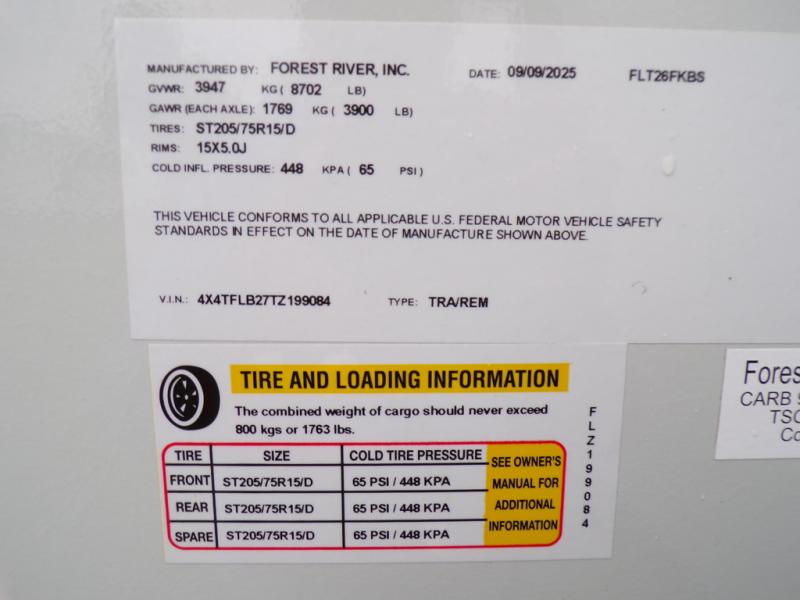 MANUFACTURED BY: FOREST RIVER, INC. DATE: 09/09/2025 FLT26FKBS
GVWR: 3947 KG ( 8702 LB)
GAWR (EACH AXLE): 1769 KG ( 3900 LB)
TIRES: ST205/75R15/D
RIMS: 15X5.0J
COLD INFL. PRESSURE: 448 KPA ( 65 PSI )
THIS VEHICLE CONFORMS TO ALL APPLICABLE U.S. FEDERAL MOTOR VEHICLE SAFETY
STANDARDS IN EFFECT ON THE DATE OF MANUFACTURE SHOWN ABOVE.
V.I.N.: 4X4TFLB27TZ199084 TYPE: TRA/REM
TIRE AND LOADING INFORMATION
The combined weight of cargo should never exceed
800 kgs or 1763 lbs.
TIRE SIZE COLD TIRE PRESSURE
FRONT ST205/75R15/D 65 PSI / 448 KPA
REAR ST205/75R15/D 65 PSI / 448 KPA
SPARE ST205/75R15/D 65 PSI / 448 KPA
SEE OWNER'S
MANUAL FOR
ADDITIONAL
INFORMATION
FLZ199084
Fores
CARB 9
TSC
Co